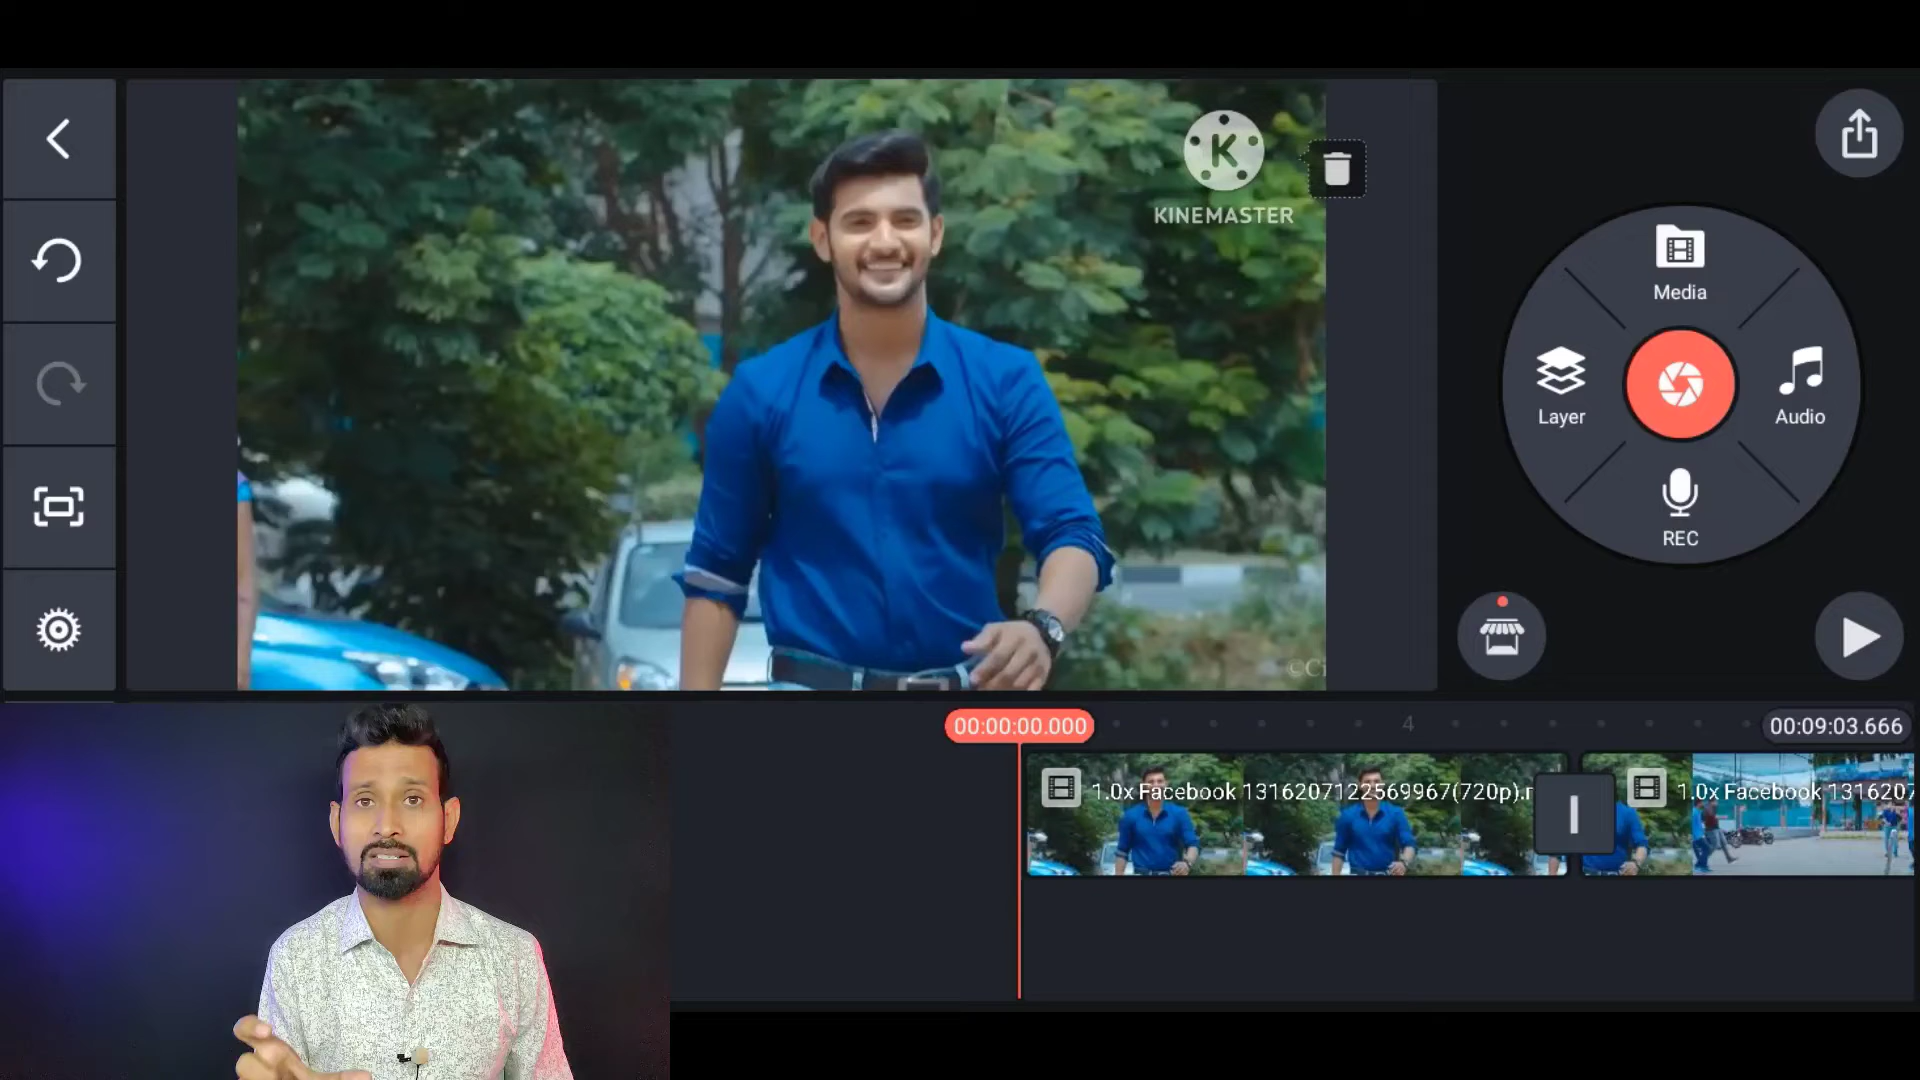 K
KINEMASTER
Media
Layer
Audio
REC
©Ci
00:00:00.000
4
00:09:03.666
1.0x Facebook 1316207122569967(720p).r
1.0x Facebook 131620